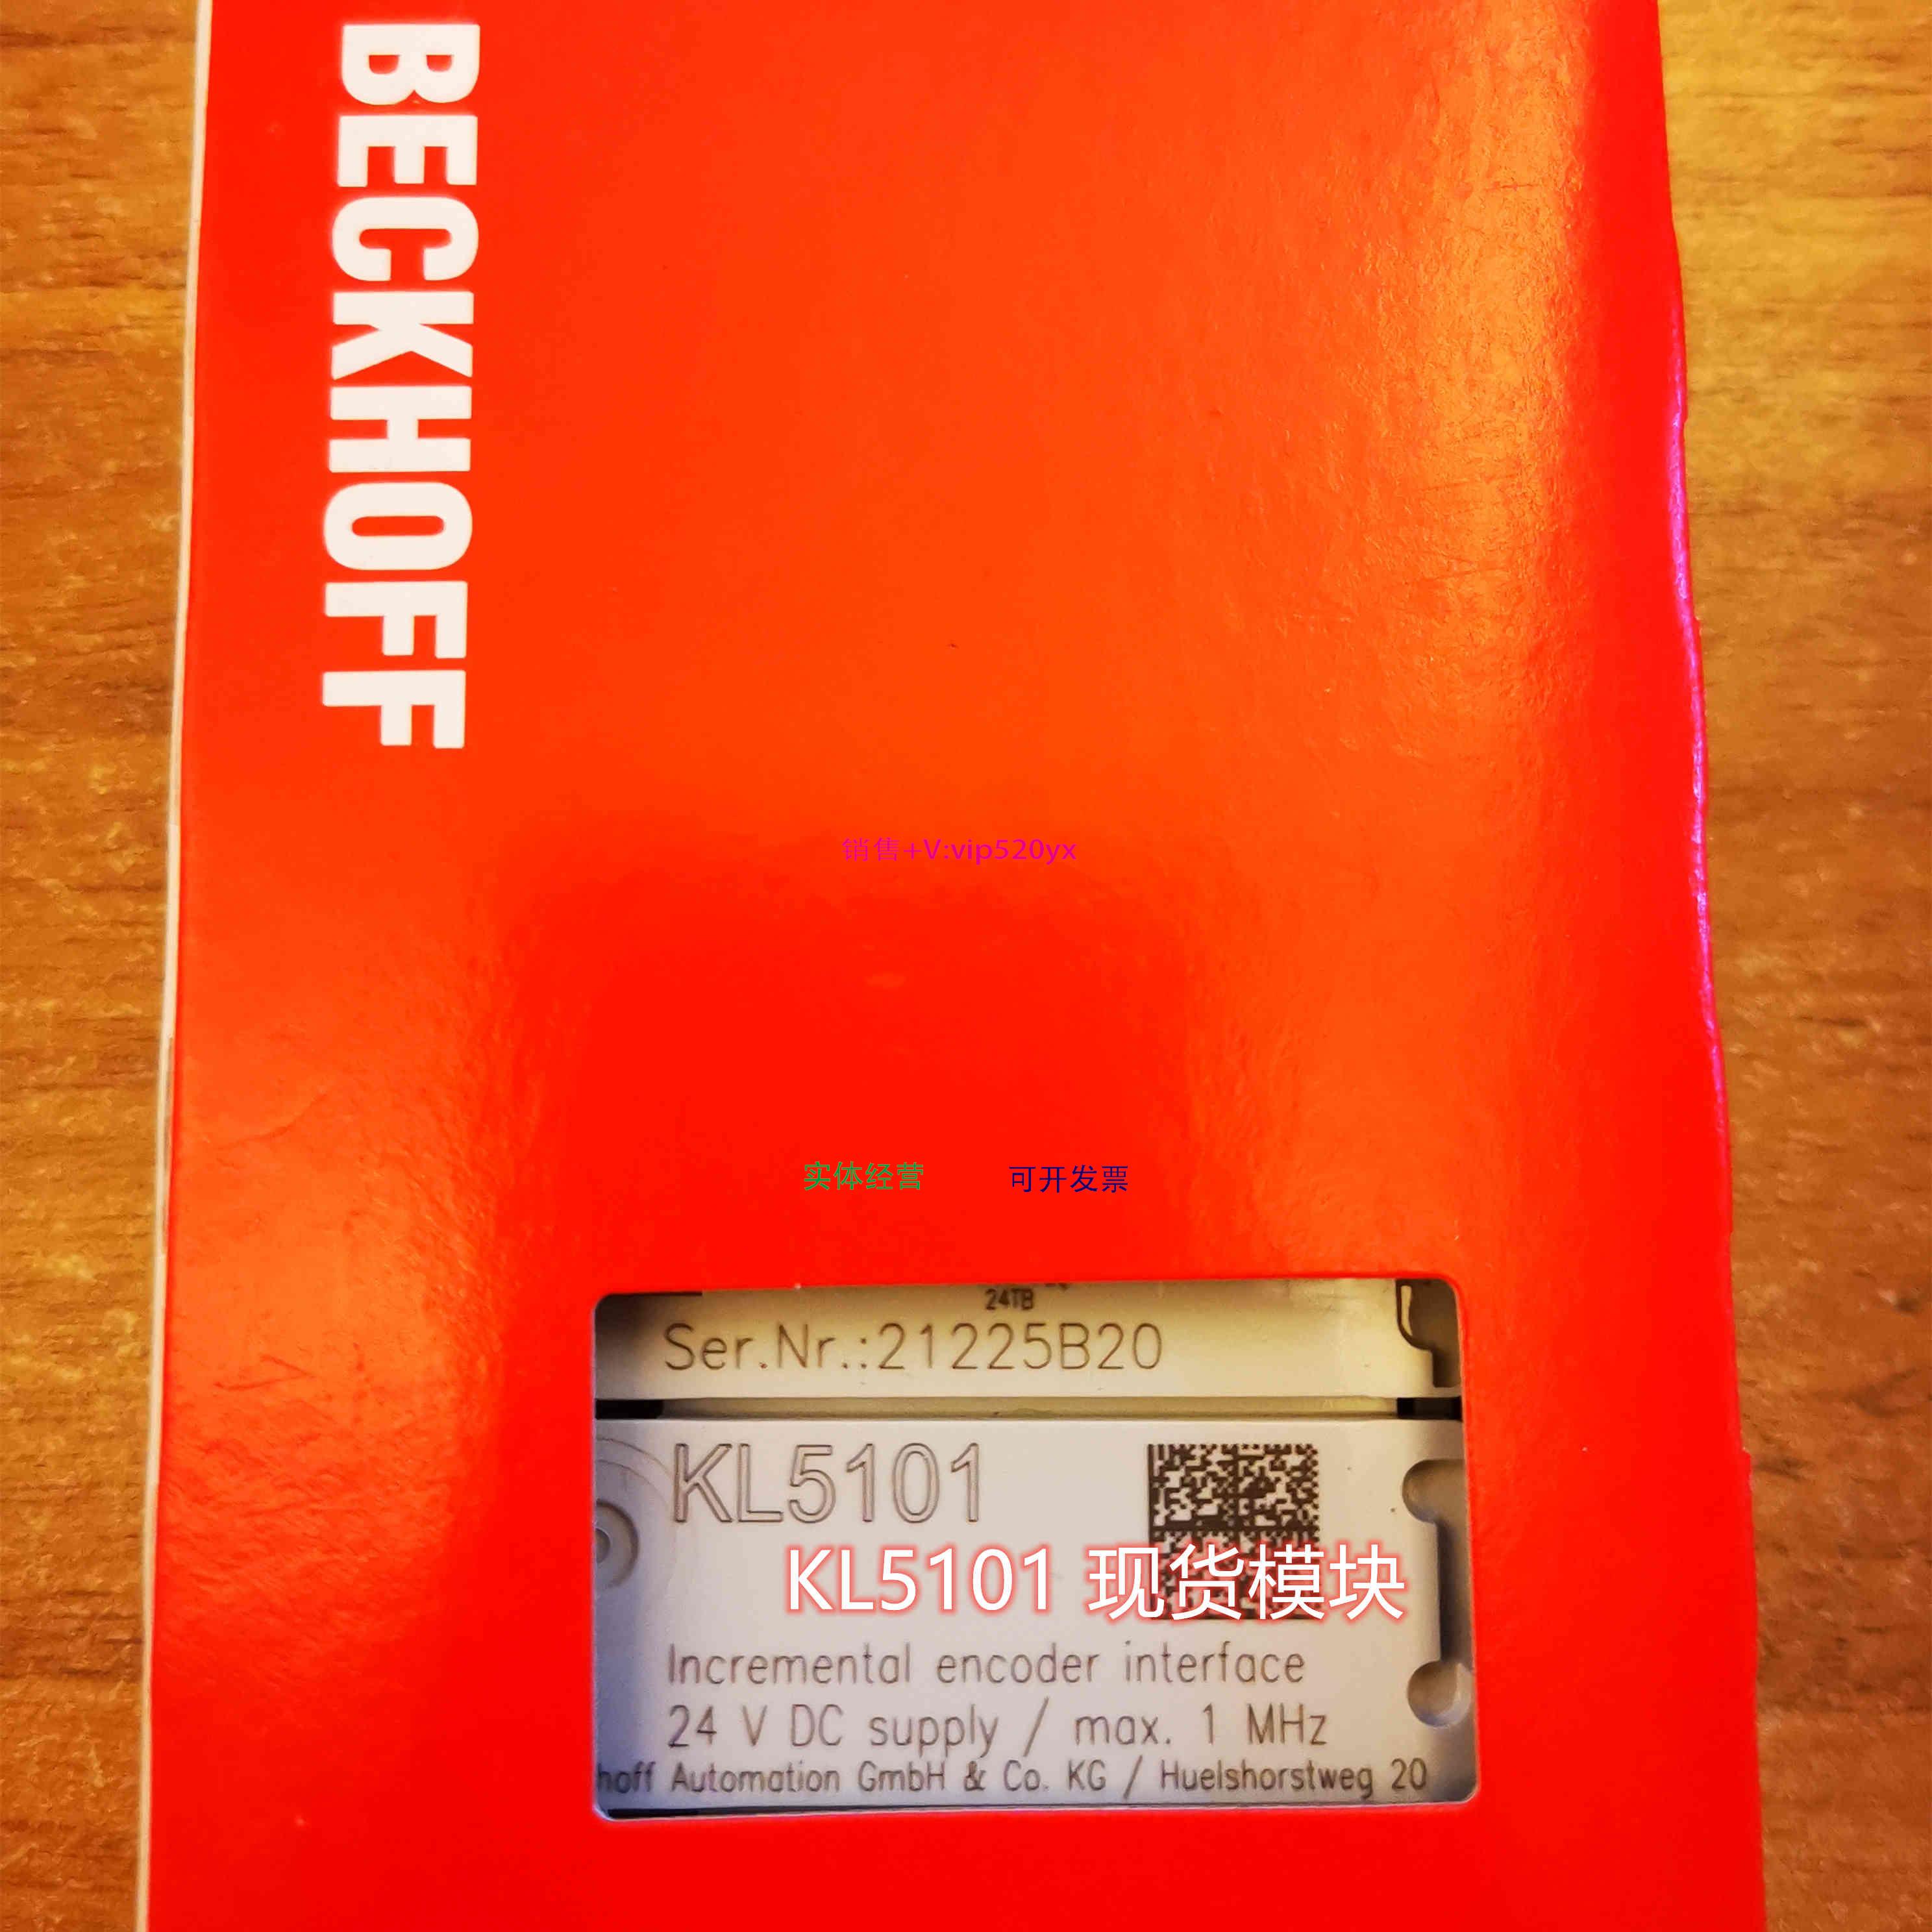 BECKHOFF
销售+V:vip520yx
实体经营
可开发票
24TB
Ser.Nr.:21225B20
KL5101
KL5101 现货模块
Incremental encoder interface
24 V DC supply / max. 1 MHz
hoff Automation GmbH & Co. KG / Huelshorstweg 20